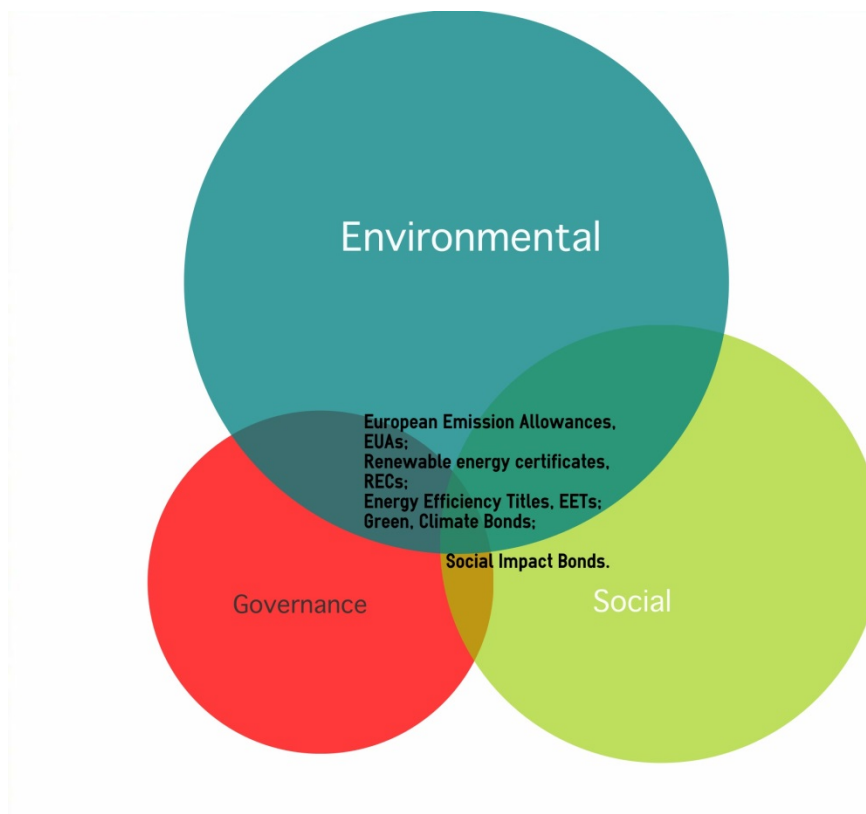 Environmental
European Emission Allowances,
EUAs;
Renewable energy certificates,
RECs;
Energy Efficiency Titles, EETs;
Green, Climate Bonds;
Social Impact Bonds.
Governance
Social